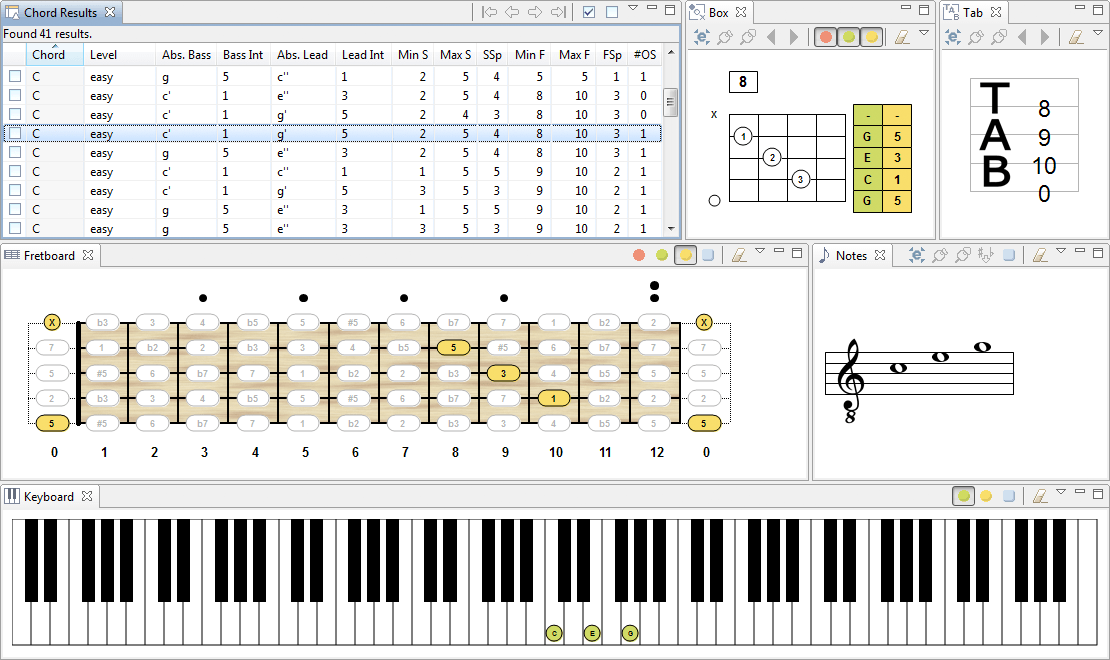 Chord Results
Found 41 results.
Chord Level Abs. Bass Bass Int Abs. Lead Lead Int Min S Max S SSp Min F Max F FSp #OS
C easy g 5 c'' 1 2 5 4 5 5 1 1
C easy c' 1 e'' 3 2 5 4 8 10 3 0
C easy c' 1 g' 5 2 4 3 8 10 3 0
C easy c' 1 g' 5 2 5 4 8 10 3 1
C easy g 5 e'' 3 2 5 4 8 10 3 1
C easy c' 1 c'' 1 1 5 5 9 10 2 1
C easy c' 1 g' 5 3 5 3 9 10 2 1
C easy g 5 e'' 3 1 5 5 9 10 2 1
C easy g 5 e'' 3 3 5 3 9 10 2 1
Box
8
x - -
1 G 5
2 E 3
3 C 1
G 5
Tab
T 8
A 9
B 10
0
Fretboard
X b3 3 4 b5 5 #5 6 b7 7 1 b2 2 X
7 1 b2 2 b3 3 4 b5 5 #5 6 b7 7 7
5 #5 6 b7 7 1 b2 2 b3 3 4 b5 5 5
2 b3 3 4 b5 5 #5 6 b7 7 1 b2 2 2
5 #5 6 b7 7 1 b2 2 b3 3 4 b5 5 5
0 1 2 3 4 5 6 7 8 9 10 11 12 0
Notes
8
Keyboard
C E G